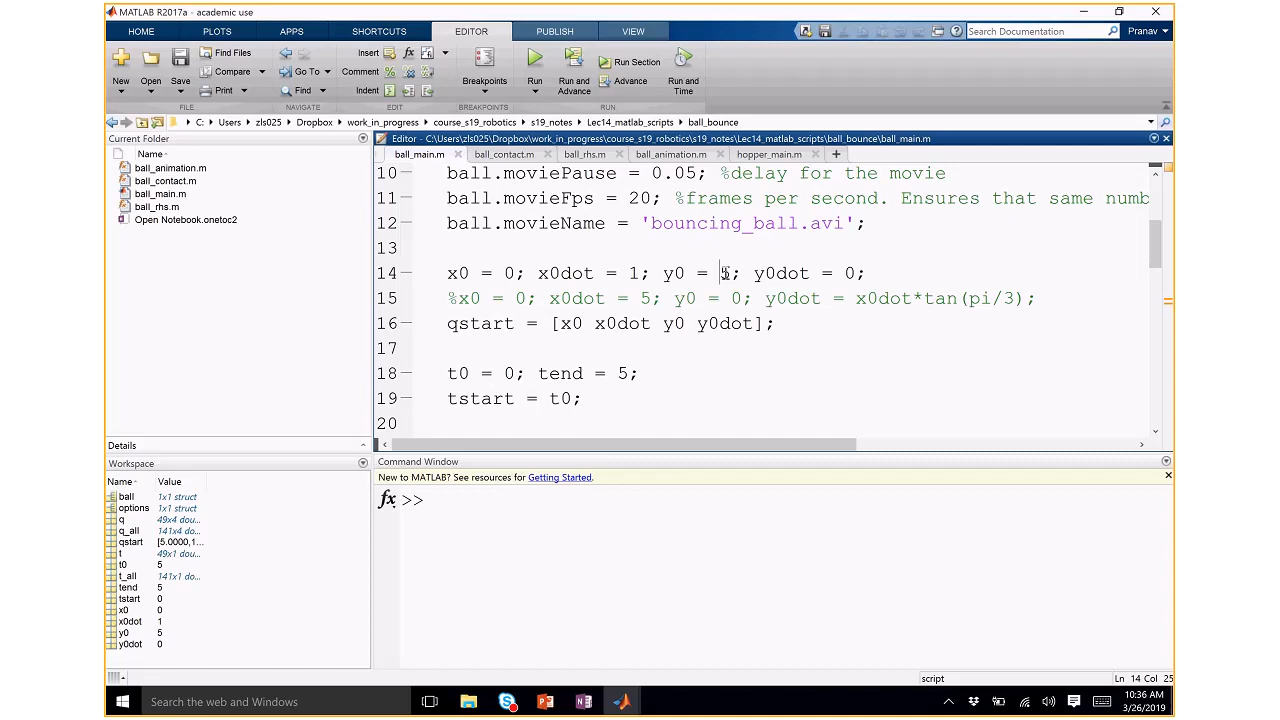 MATLAB R2017a - academic use
HOME PLOTS APPS SHORTCUTS EDITOR PUBLISH VIEW Search Documentation Pranav
New Open Save Find Files Compare Print Insert Comment Indent fx Go To Find Breakpoints Run Run and Advance Run Section Advance Run and Time
FILE NAVIGATE EDIT BREAKPOINTS RUN
C: Users zls025 Dropbox work_in_progress course_s19_robotics s19_notes Lec14_matlab_scripts ball_bounce
Current Folder
Name
ball_animation.m
ball_contact.m
ball_main.m
ball_rhs.m
Open Notebook.onetoc2
Details
Workspace
Name Value
ball 1x1 struct
options 1x1 struct
q 49x4 dou...
q_all 141x4 dou...
qstart [5.0000,1...
t 49x1 dou...
t0 5
t_all 141x1 do...
tend 5
tstart 0
x0 0
x0dot 1
y0 5
y0dot 0
Editor - C:\Users\zls025\Dropbox\work_in_progress\course_s19_robotics\s19_notes\Lec14_matlab_scripts\ball_bounce\ball_main.m
ball_main.m ball_contact.m ball_rhs.m ball_animation.m hopper_main.m
10 ball.moviePause = 0.05; %delay for the movie
11 ball.movieFps = 20; %frames per second. Ensures that same numb
12 ball.movieName = 'bouncing_ball.avi';
13
14 x0 = 0; x0dot = 1; y0 = 5; y0dot = 0;
15 %x0 = 0; x0dot = 5; y0 = 0; y0dot = x0dot*tan(pi/3);
16 qstart = [x0 x0dot y0 y0dot];
17
18 t0 = 0; tend = 5;
19 tstart = t0;
20
Command Window
New to MATLAB? See resources for Getting Started.
fx >>
script Ln 14 Col 25
Search the web and Windows
10:36 AM
3/26/2019